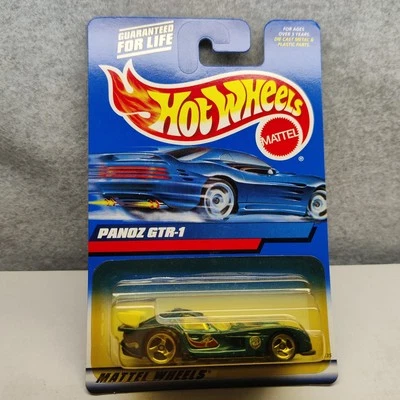 GUARANTEED
FOR LIFE
FOR AGES
OVER 3 YEARS
DIE CAST METAL &
PLASTIC PARTS.
HOT WHEELS
MATTEL
®
PANOZ GTR-1
MATTEL WHEELS